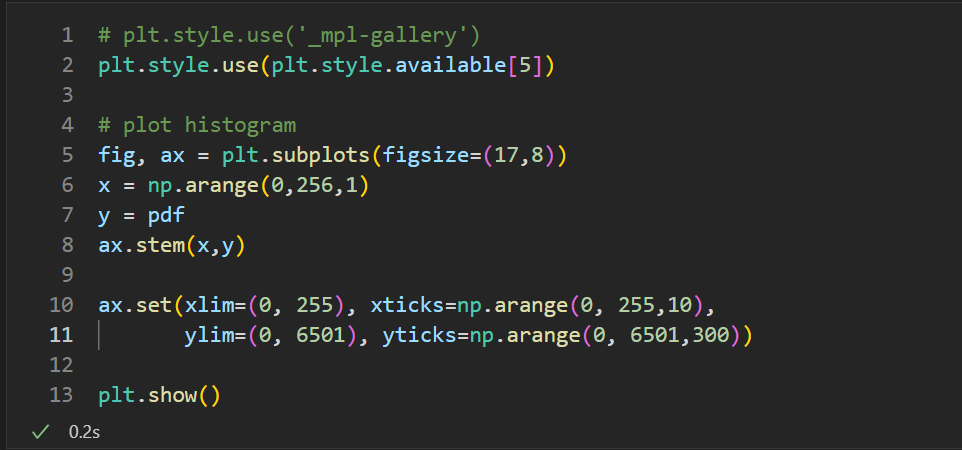 1 # plt.style.use('_mpl-gallery')
2 plt.style.use(plt.style.available[5])
3
4 # plot histogram
5 fig, ax = plt.subplots(figsize=(17,8))
6 x = np.arange(0,256,1)
7 y = pdf
8 ax.stem(x,y)
9
10 ax.set(xlim=(0, 255), xticks=np.arange(0, 255,10),
11        ylim=(0, 6501), yticks=np.arange(0, 6501,300))
12
13 plt.show()
0.2s